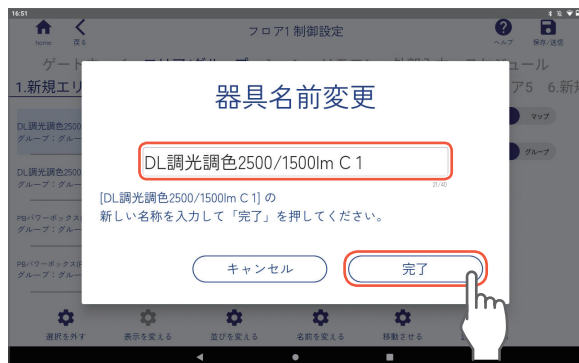 16:51
home
戻る
フロア1 制御設定
ヘルプ
保存/送信
1.新規エリ
ア5 6.新規
DL調光調色2500
グループ：グルー
DL調光調色2500
グループ：グルー
PBパワーボックス(
グループ：グルー
PBパワーボックス(F
グループ：グルー
マップ
グループ
器具名前変更
DL調光調色2500/1500lm C 1
21/40
[DL調光調色2500/1500lm C 1] の
新しい名称を入力して「完了」を押してください。
キャンセル
完了
選択を外す
表示を変える
並びを変える
名前を変える
移動させる